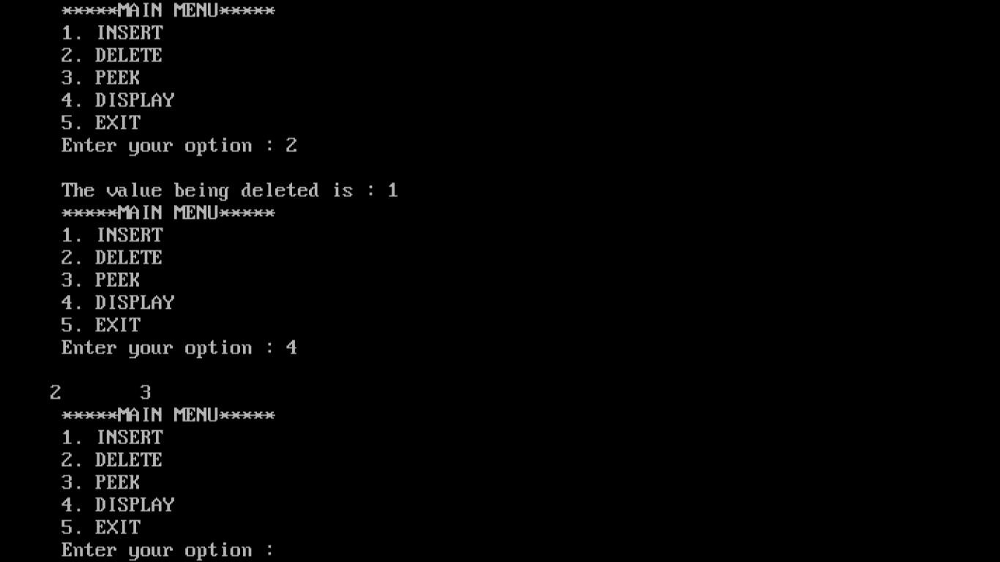 *****MAIN MENU*****
1. INSERT
2. DELETE
3. PEEK
4. DISPLAY
5. EXIT
Enter your option : 2
The value being deleted is : 1
*****MAIN MENU*****
1. INSERT
2. DELETE
3. PEEK
4. DISPLAY
5. EXIT
Enter your option : 4
2 3
*****MAIN MENU*****
1. INSERT
2. DELETE
3. PEEK
4. DISPLAY
5. EXIT
Enter your option :